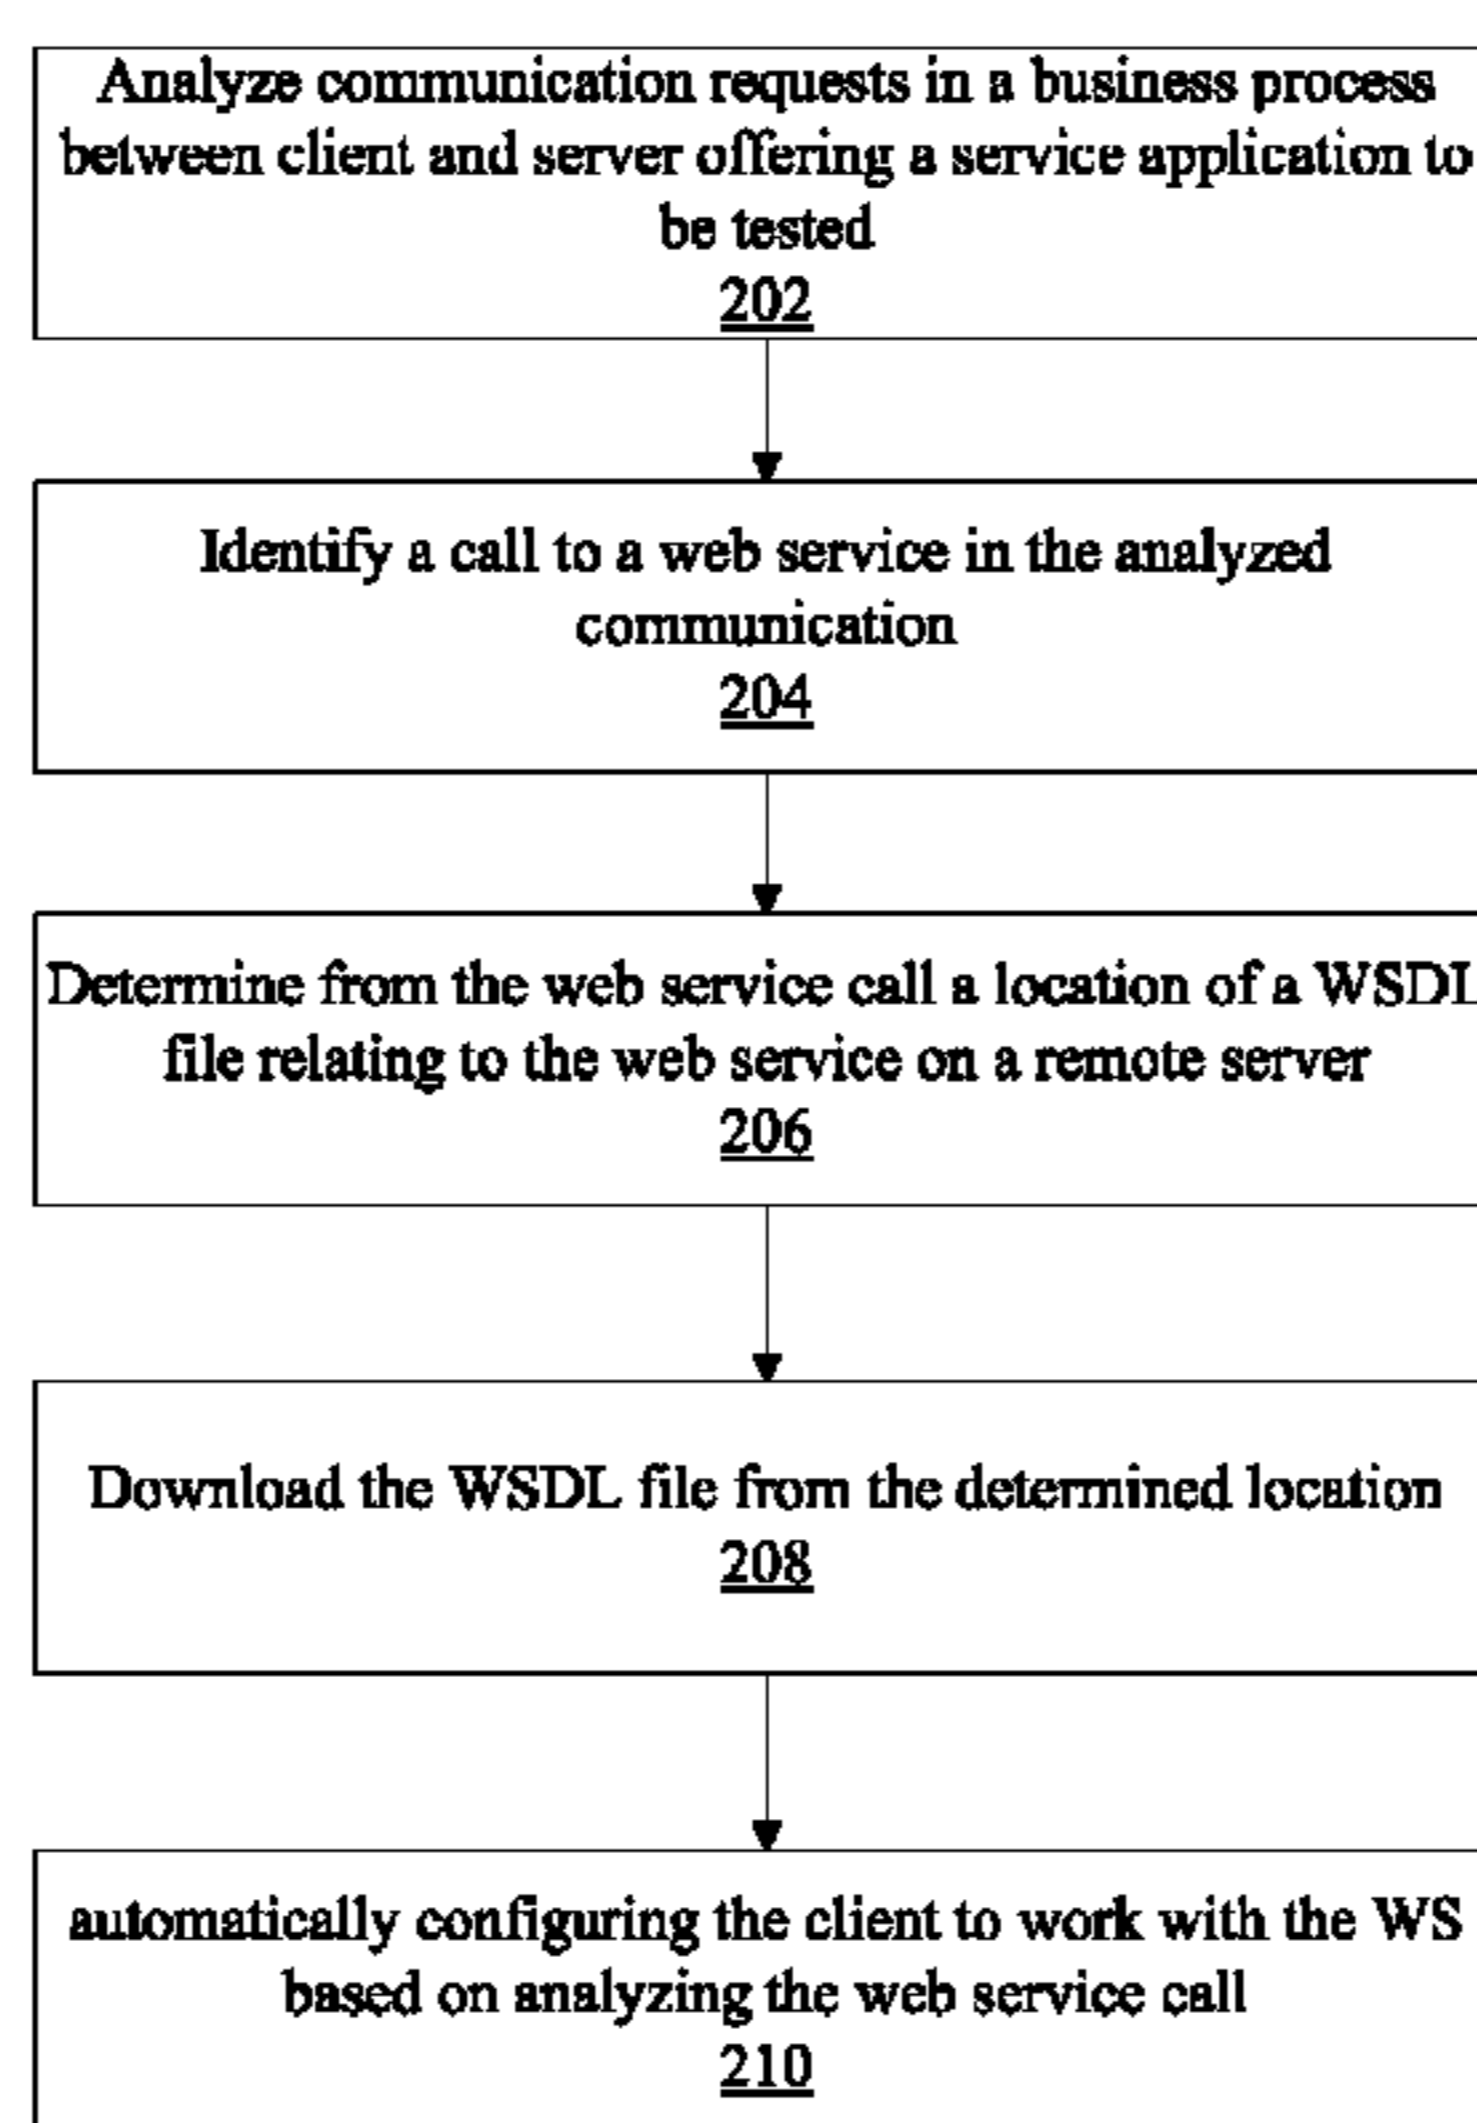 Analyze communication requests in a business process
between client and server offering a service application to
be tested
202
Identify a call to a web service in the analyzed
communication
204
Determine from the web service call a location of a WSDL
file relating to the web service on a remote server
206
Download the WSDL file from the determined location
208
automatically configuring the client to work with the WS
based on analyzing the web service call
210